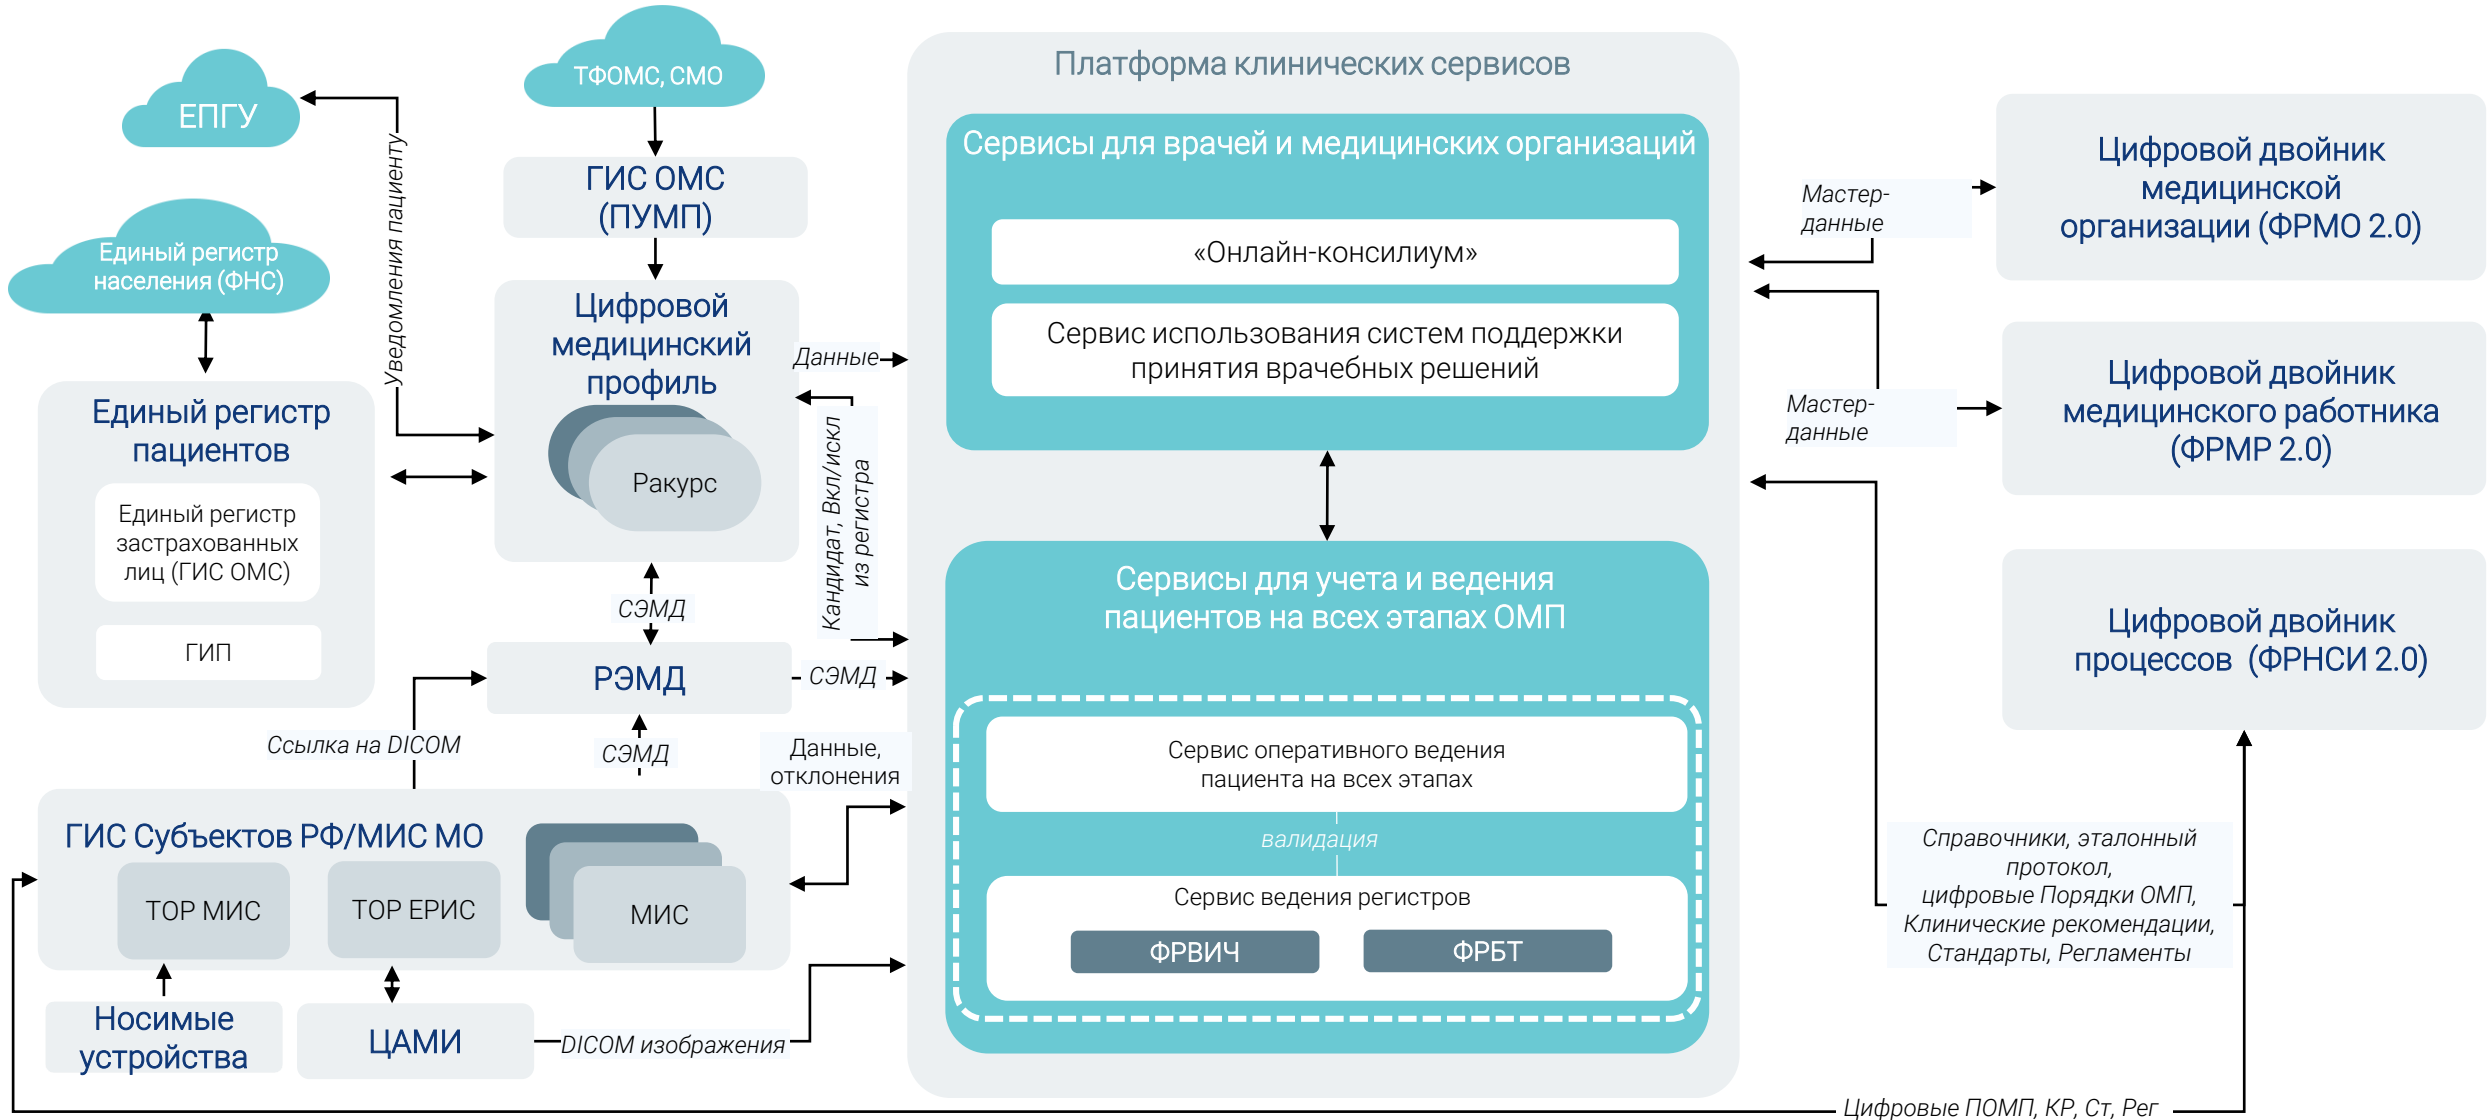 ЕПГУ
Единый регистр
населения (ФНС)
Уведомления пациенту
ТФОМС, СМО
ГИС ОМС
(ПУМП)
Цифровой
медицинский
профиль
Ракурс
Единый регистр
пациентов
Единый регистр
застрахованных
лиц (ГИС ОМС)
ГИП
Данные
Кандидат, Вкл/искл
из регистра
СЭМД
РЭМД
СЭМД
Ссылка на DICOM
СЭМД
Данные,
отклонения
ГИС Субъектов РФ/МИС МО
ТОР МИС
ТОР ЕРИС
МИС
Носимые
устройства
ЦАМИ
DICOM изображения
Платформа клинических сервисов
Сервисы для врачей и медицинских организаций
«Онлайн-консилиум»
Сервис использования систем поддержки
принятия врачебных решений
Сервисы для учета и ведения
пациентов на всех этапах ОМП
Сервис оперативного ведения
пациента на всех этапах
валидация
Сервис ведения регистров
ФРВИЧ
ФРБТ
Мастер-
данные
Мастер-
данные
Цифровой двойник
медицинской
организации (ФРМО 2.0)
Цифровой двойник
медицинского работника
(ФРМР 2.0)
Цифровой двойник
процессов (ФРНСИ 2.0)
Справочники, эталонный
протокол,
цифровые Порядки ОМП,
Клинические рекомендации,
Стандарты, Регламенты
Цифровые ПОМП, КР, Ст, Рег